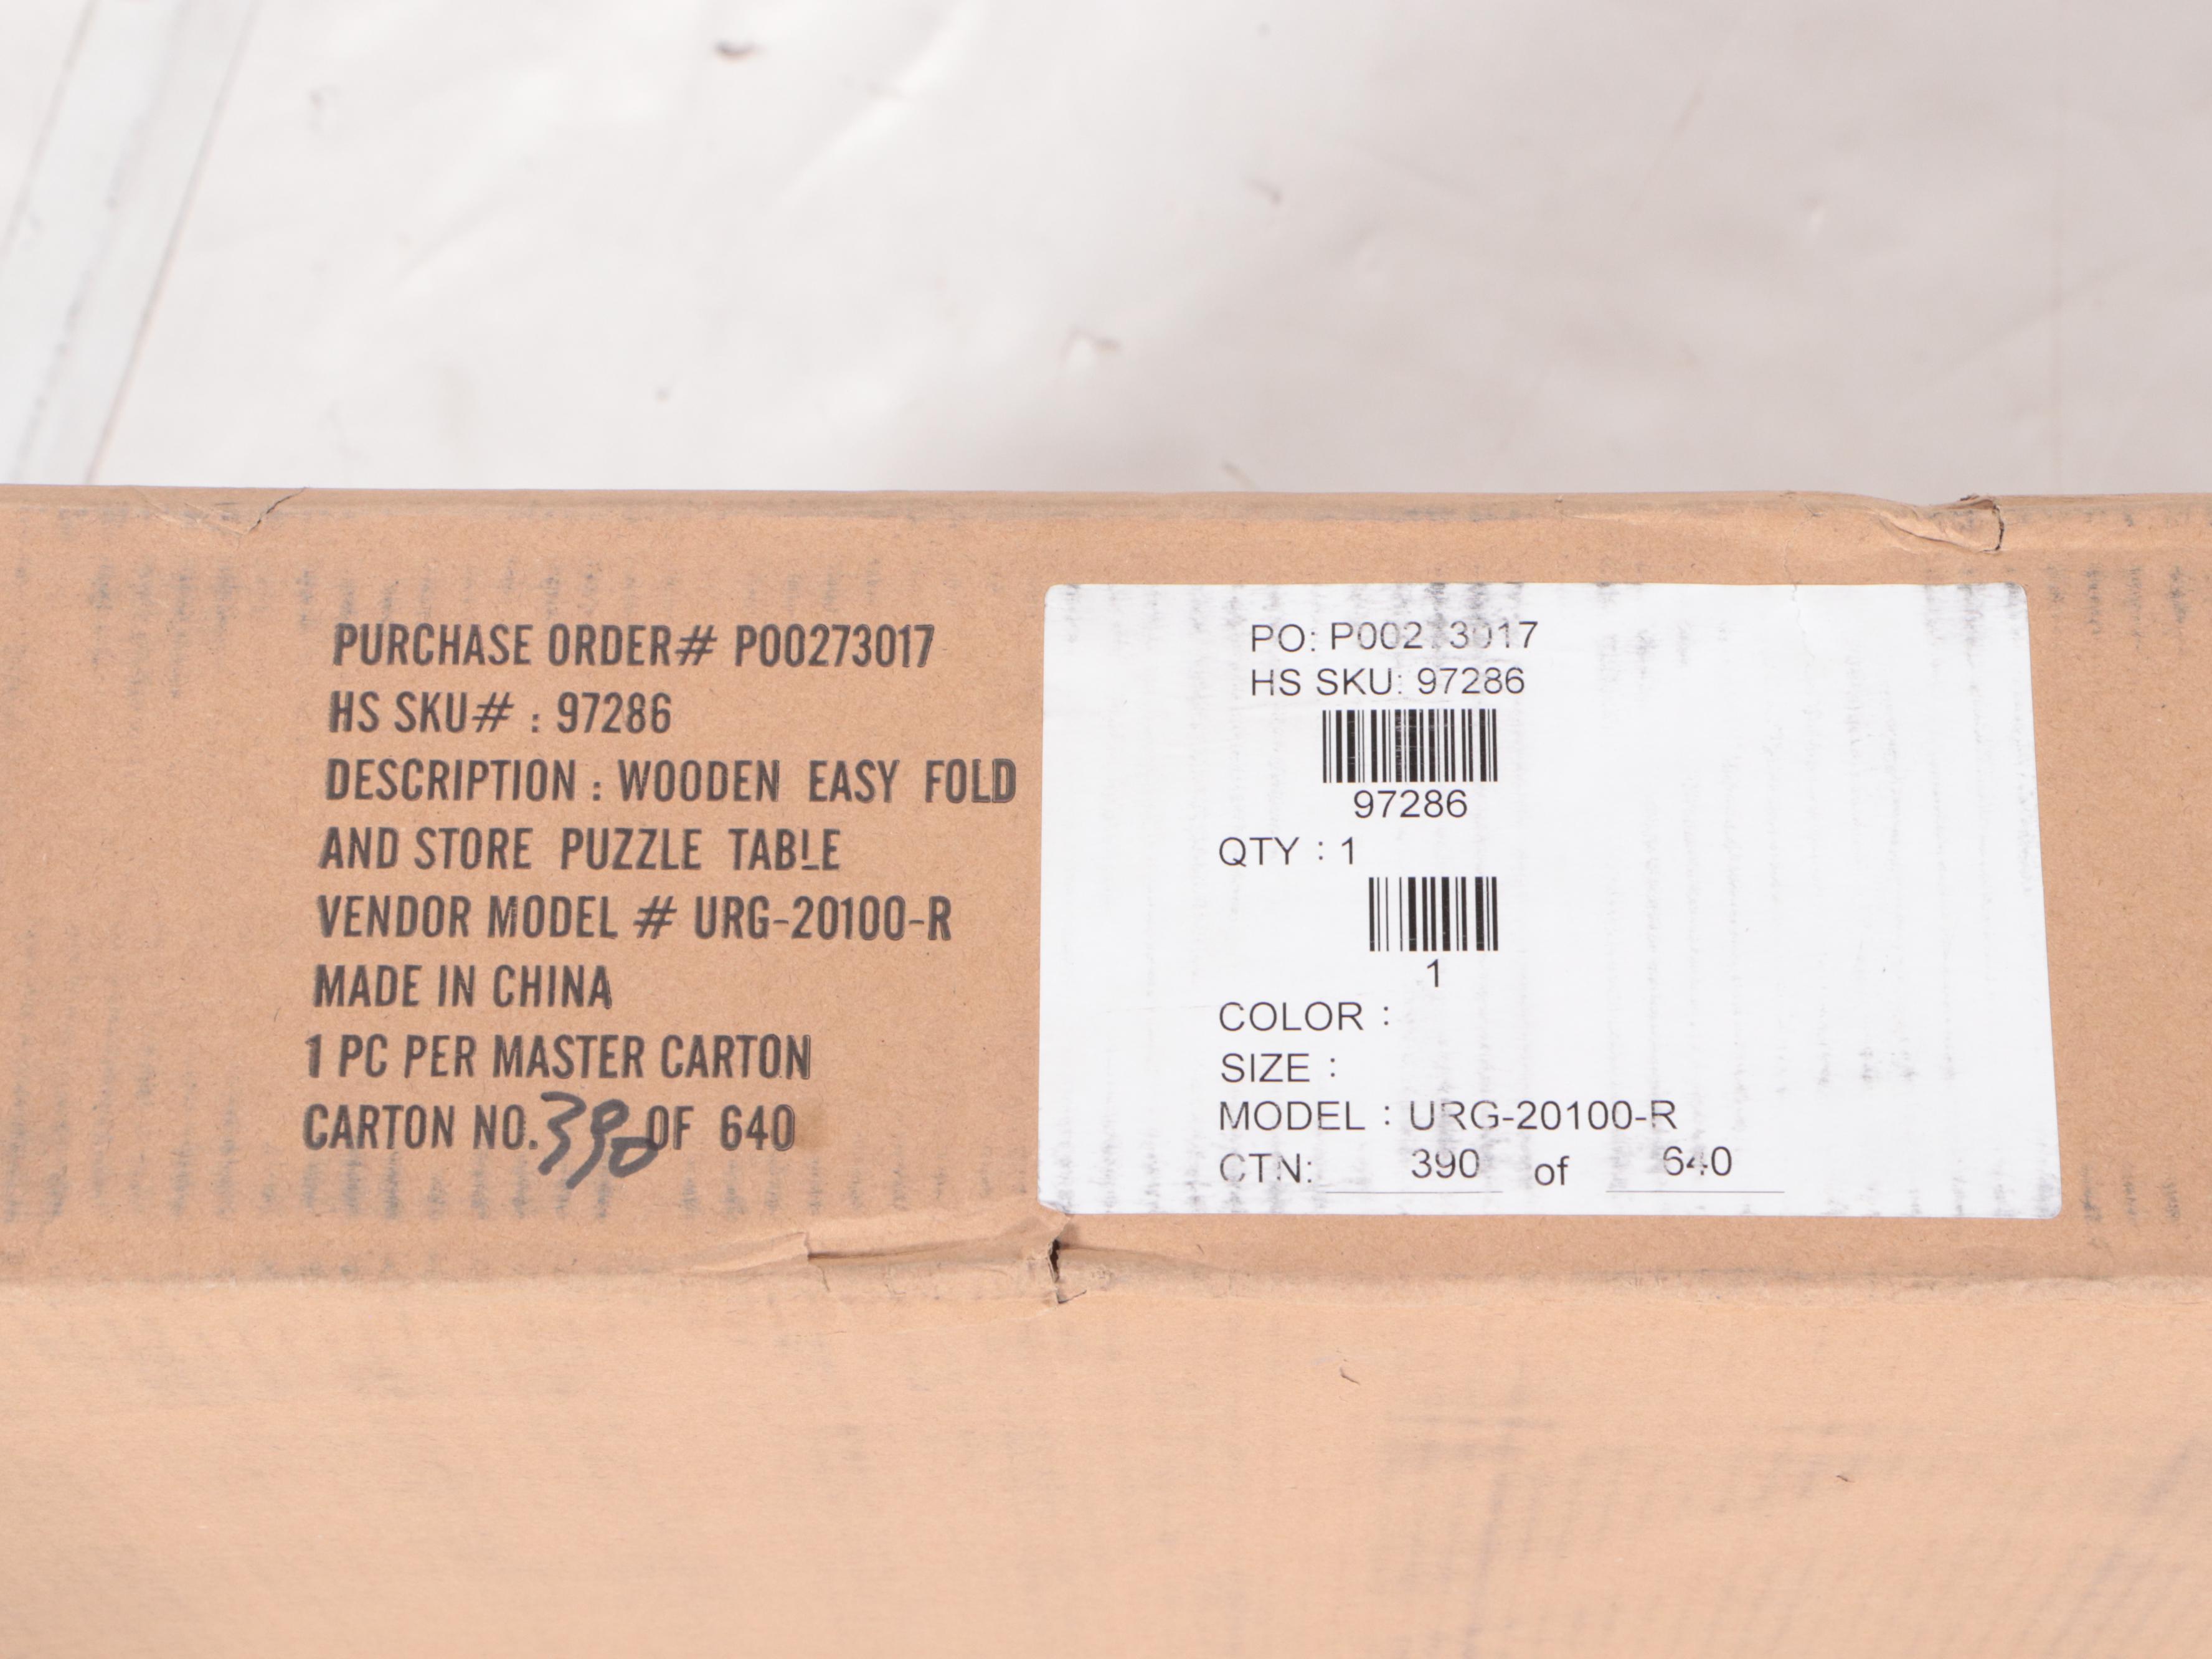 PURCHASE ORDER# P00273017
HS SKU# : 97286
DESCRIPTION : WOODEN EASY FOLD
AND STORE PUZZLE TABLE
VENDOR MODEL # URG-20100-R
MADE IN CHINA
1 PC PER MASTER CARTON
CARTON NO. 390 OF 640
PO: P00273017
HS SKU: 97286
97286
QTY : 1
1
COLOR :
SIZE :
MODEL : URG-20100-R
CTN: 390 of 640